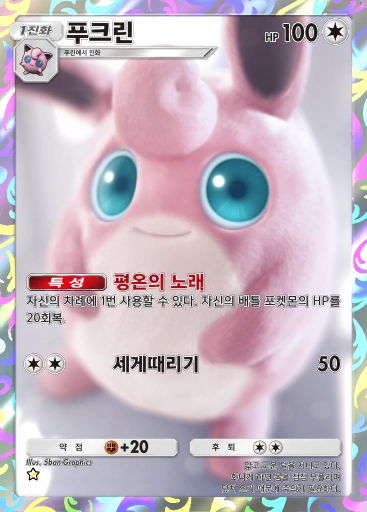 1진화
푸크린
HP 100
푸린에서 진화
특성 평온의 노래
자신의 차례에 1번 사용할 수 있다. 자신의 배틀 포켓몬의 HP를
20회복.
세게때리기 50
약점 +20
후퇴
Illus. Sban-Graphics